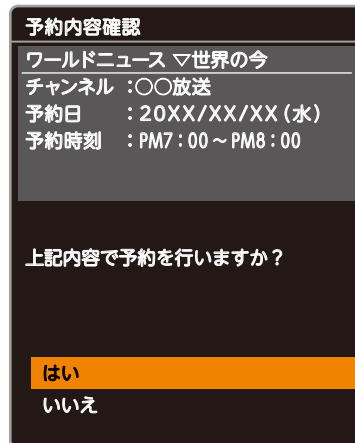 予約内容確認
ワールドニュース ▽世界の今
チャンネル :○○放送
予約日 :20XX/XX/XX(水)
予約時刻 :PM7:00～PM8:00
上記内容で予約を行いますか？
はい
いいえ